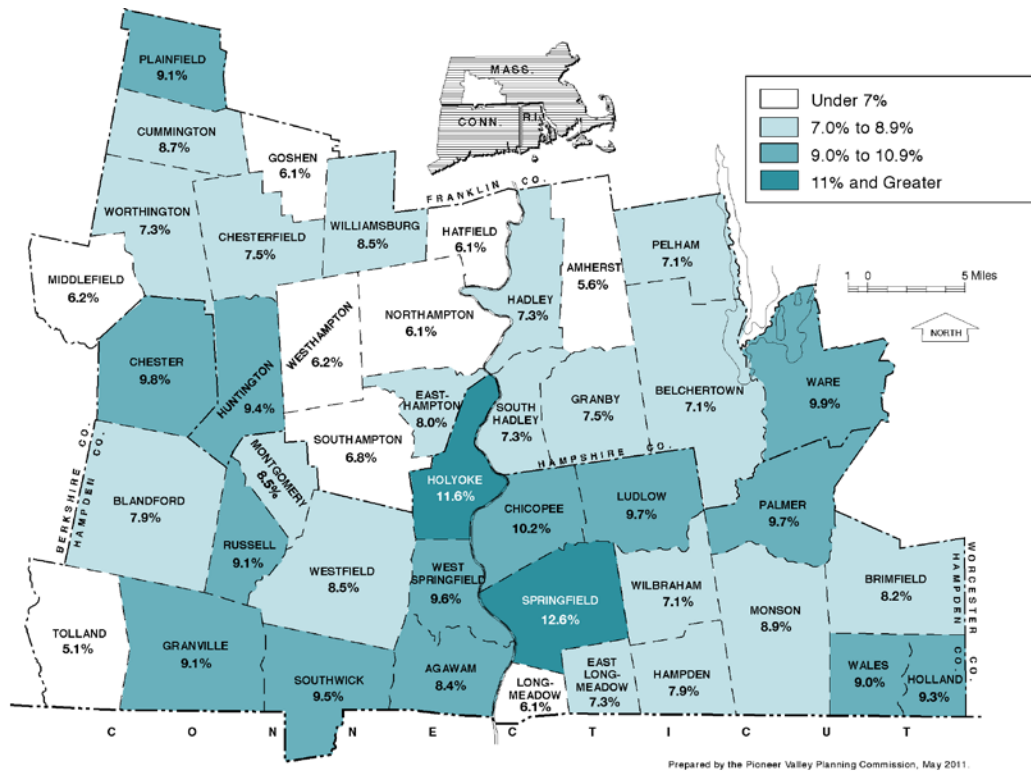 PLAINFIELD
9.1%
CUMMINGTON
8.7%
GOSHEN
6.1%
MASS.
CONN.
R.I.
Under 7%
7.0% to 8.9%
9.0% to 10.9%
11% and Greater
FRANKLIN CO.
WORTHINGTON
7.3%
CHESTERFIELD
7.5%
WILLIAMSBURG
8.5%
HATFIELD
6.1%
MIDDLEFIELD
6.2%
AMHERST
5.6%
PELHAM
7.1%
1 0 5 Miles
NORTH
HADLEY
7.3%
NORTHAMPTON
6.1%
WESTHAMPTON
6.2%
CHESTER
9.8%
HUNTINGTON
9.4%
EAST-
HAMPTON
8.0%
SOUTH
HADLEY
7.3%
GRANBY
7.5%
BELCHERTOWN
7.1%
WARE
9.9%
SOUTHAMPTON
6.8%
MONTGOMERY
8.5%
HAMPSHIRE CO.
BERKSHIRE CO.
HAMPDEN CO.
BLANDFORD
7.9%
HOLYOKE
11.6%
CHICOPEE
10.2%
LUDLOW
9.7%
PALMER
9.7%
RUSSELL
9.1%
WESTFIELD
8.5%
WEST
SPRINGFIELD
9.6%
SPRINGFIELD
12.6%
WILBRAHAM
7.1%
MONSON
8.9%
BRIMFIELD
8.2%
WORCESTER CO.
HAMPDEN CO.
TOLLAND
5.1%
GRANVILLE
9.1%
SOUTHWICK
9.5%
AGAWAM
8.4%
LONG-
MEADOW
6.1%
EAST
LONG-
MEADOW
7.3%
HAMPDEN
7.9%
WALES
9.0%
HOLLAND
9.3%
C O N N E C T I C U T
Prepared by the Pioneer Valley Planning Commission, May 2011.